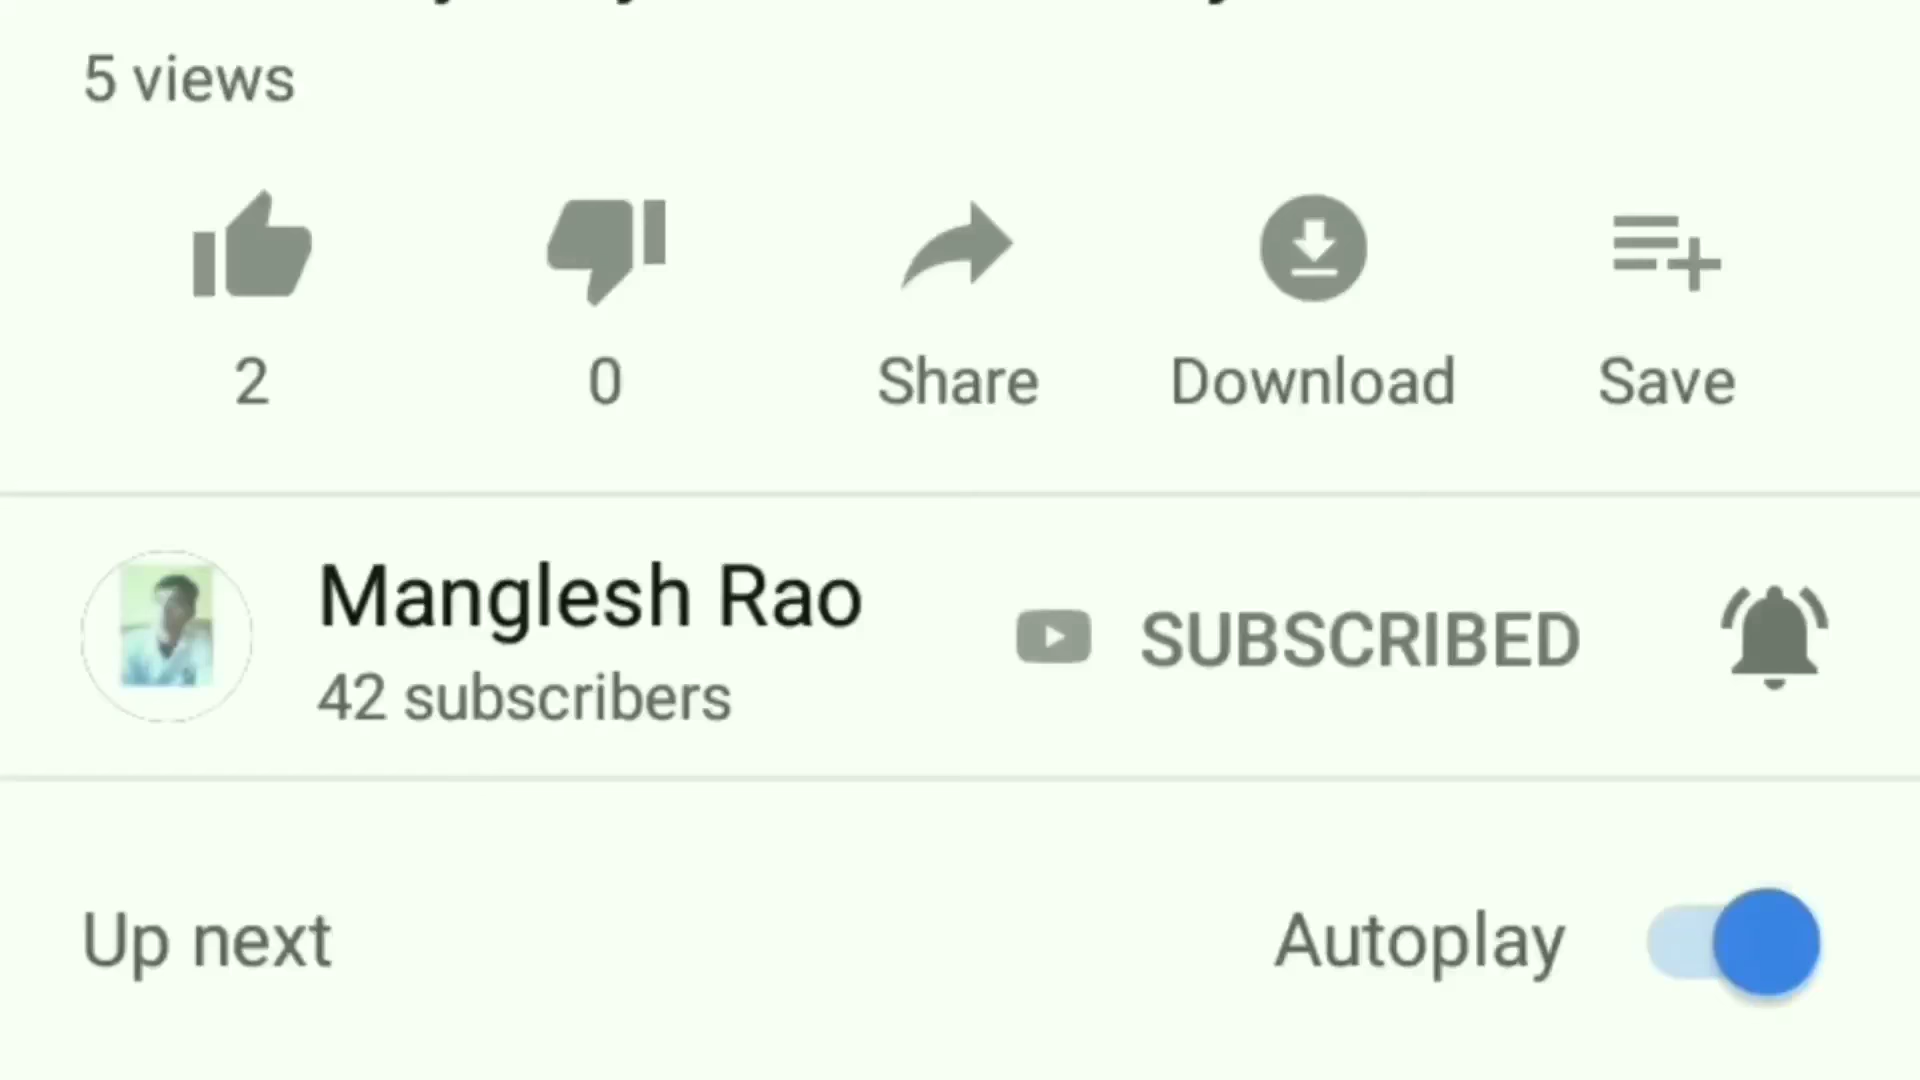 5 views
2 0 Share Download Save
Manglesh Rao
42 subscribers
SUBSCRIBED
Up next Autoplay